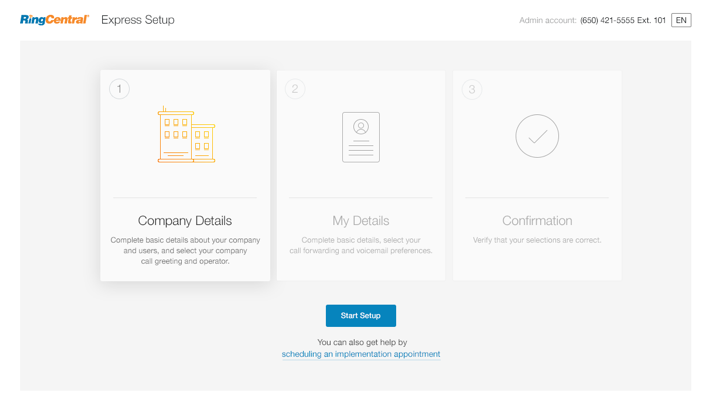 RingCentral® Express Setup
Admin account: (650) 421-5555 Ext. 101 EN
1
2
3
Company Details
Complete basic details about your company
and users, and select your company
call greeting and operator.
My Details
Complete basic details, select your
call forwarding and voicemail preferences.
Confirmation
Verify that your selections are correct.
Start Setup
You can also get help by
scheduling an implementation appointment